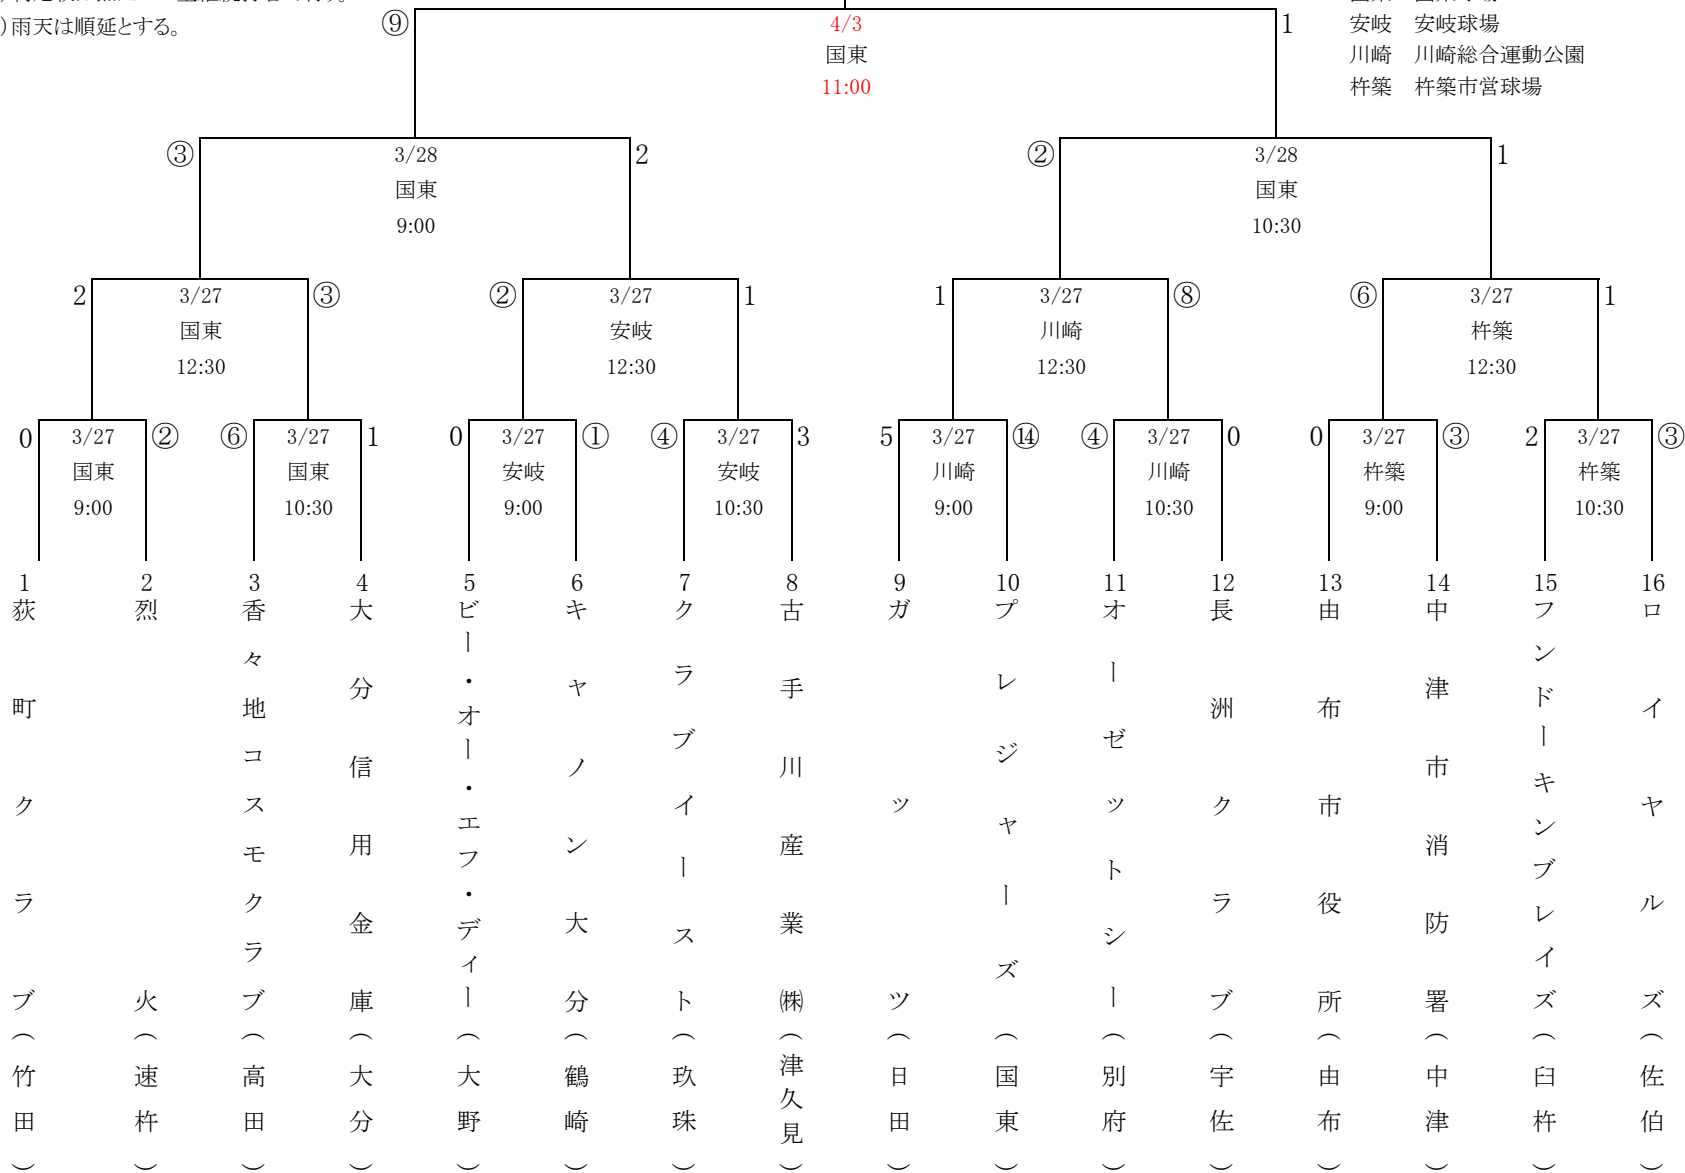 )雨天は順延とする。
安岐 安岐球場
川崎 川崎総合運動公園
杵築 杵築市営球場
⑨ 4/3 1
国東
11:00
③ 3/28 2
国東
9:00
② 3/28 1
国東
10:30
2 3/27 ③
国東
12:30
② 3/27 1
安岐
12:30
1 3/27 ⑧
川崎
12:30
⑥ 3/27 1
杵築
12:30
0 3/27 ②
国東
9:00
⑥ 3/27 1
国東
10:30
0 3/27 ①
安岐
9:00
④ 3/27 3
安岐
10:30
5 3/27 ⑭
川崎
9:00
④ 3/27 0
川崎
10:30
0 3/27 ③
杵築
9:00
2 3/27 ③
杵築
10:30
1 荻町クラブ(竹田)
2 烈火(速杵)
3 香々地コスモクラブ(高田)
4 大分信用金庫(大分)
5 ビー・オー・エフ・ディー(大野)
6 キャノン大分(鶴崎)
7 クラブイースト(玖珠)
8 古手川産業㈱(津久見)
9 ガッツ(日田)
10 プレジャーズ(国東)
11 オーゼットシー(別府)
12 長洲クラブ(宇佐)
13 由布市役所(由布)
14 中津市消防署(中津)
15 フンドーキンブレイズ(臼杵)
16 ロイヤルズ(佐伯)